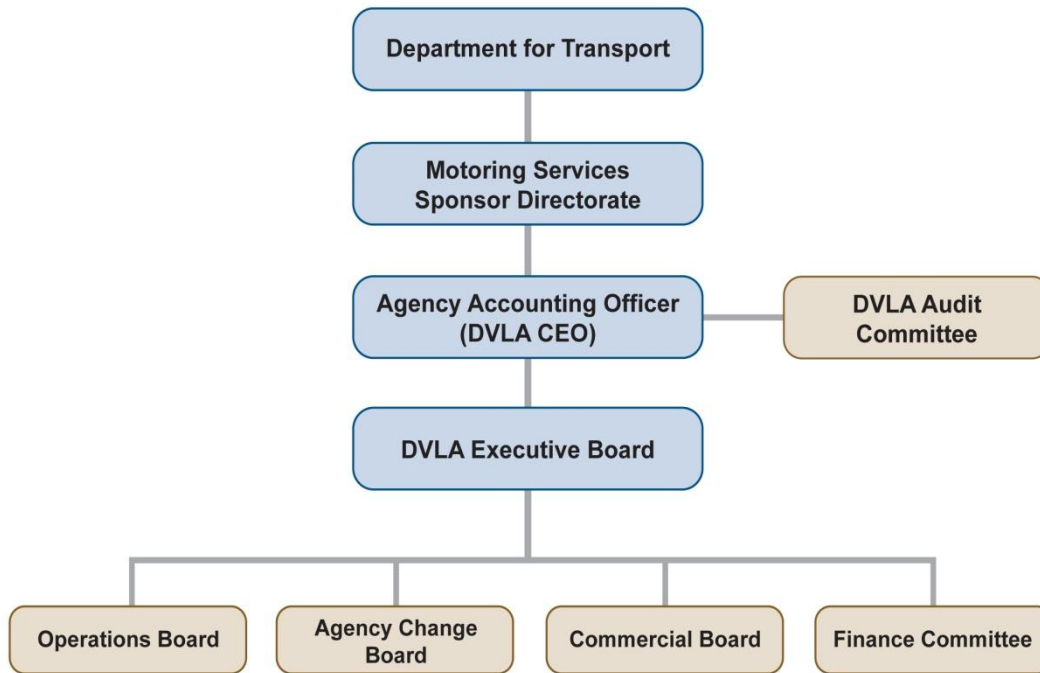 Department for Transport
Motoring Services
Sponsor Directorate
Agency Accounting Officer
(DVLA CEO)
DVLA Audit
Committee
DVLA Executive Board
Operations Board
Agency Change
Board
Commercial Board
Finance Committee